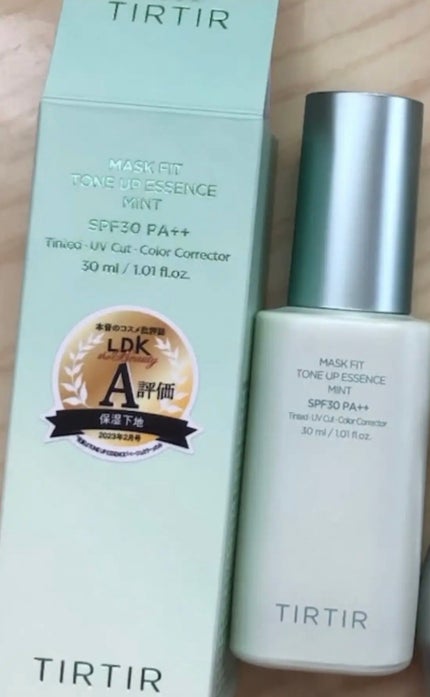 TIRTIR
MASK FIT
TONE UP ESSENCE
MINT
SPF30 PA++
Tinted · UV Cut · Color Corrector
30 ml / 1.01 fl.oz.
本音のコスメ批評誌
LDK
the Beauty
A評価
保湿下地
2023年2月号
TIRTIR
MASK FIT
TONE UP ESSENCE
MINT
SPF30 PA++
Tinted · UV Cut · Color Corrector
30 ml / 1.01 fl.oz.
TIRTIR